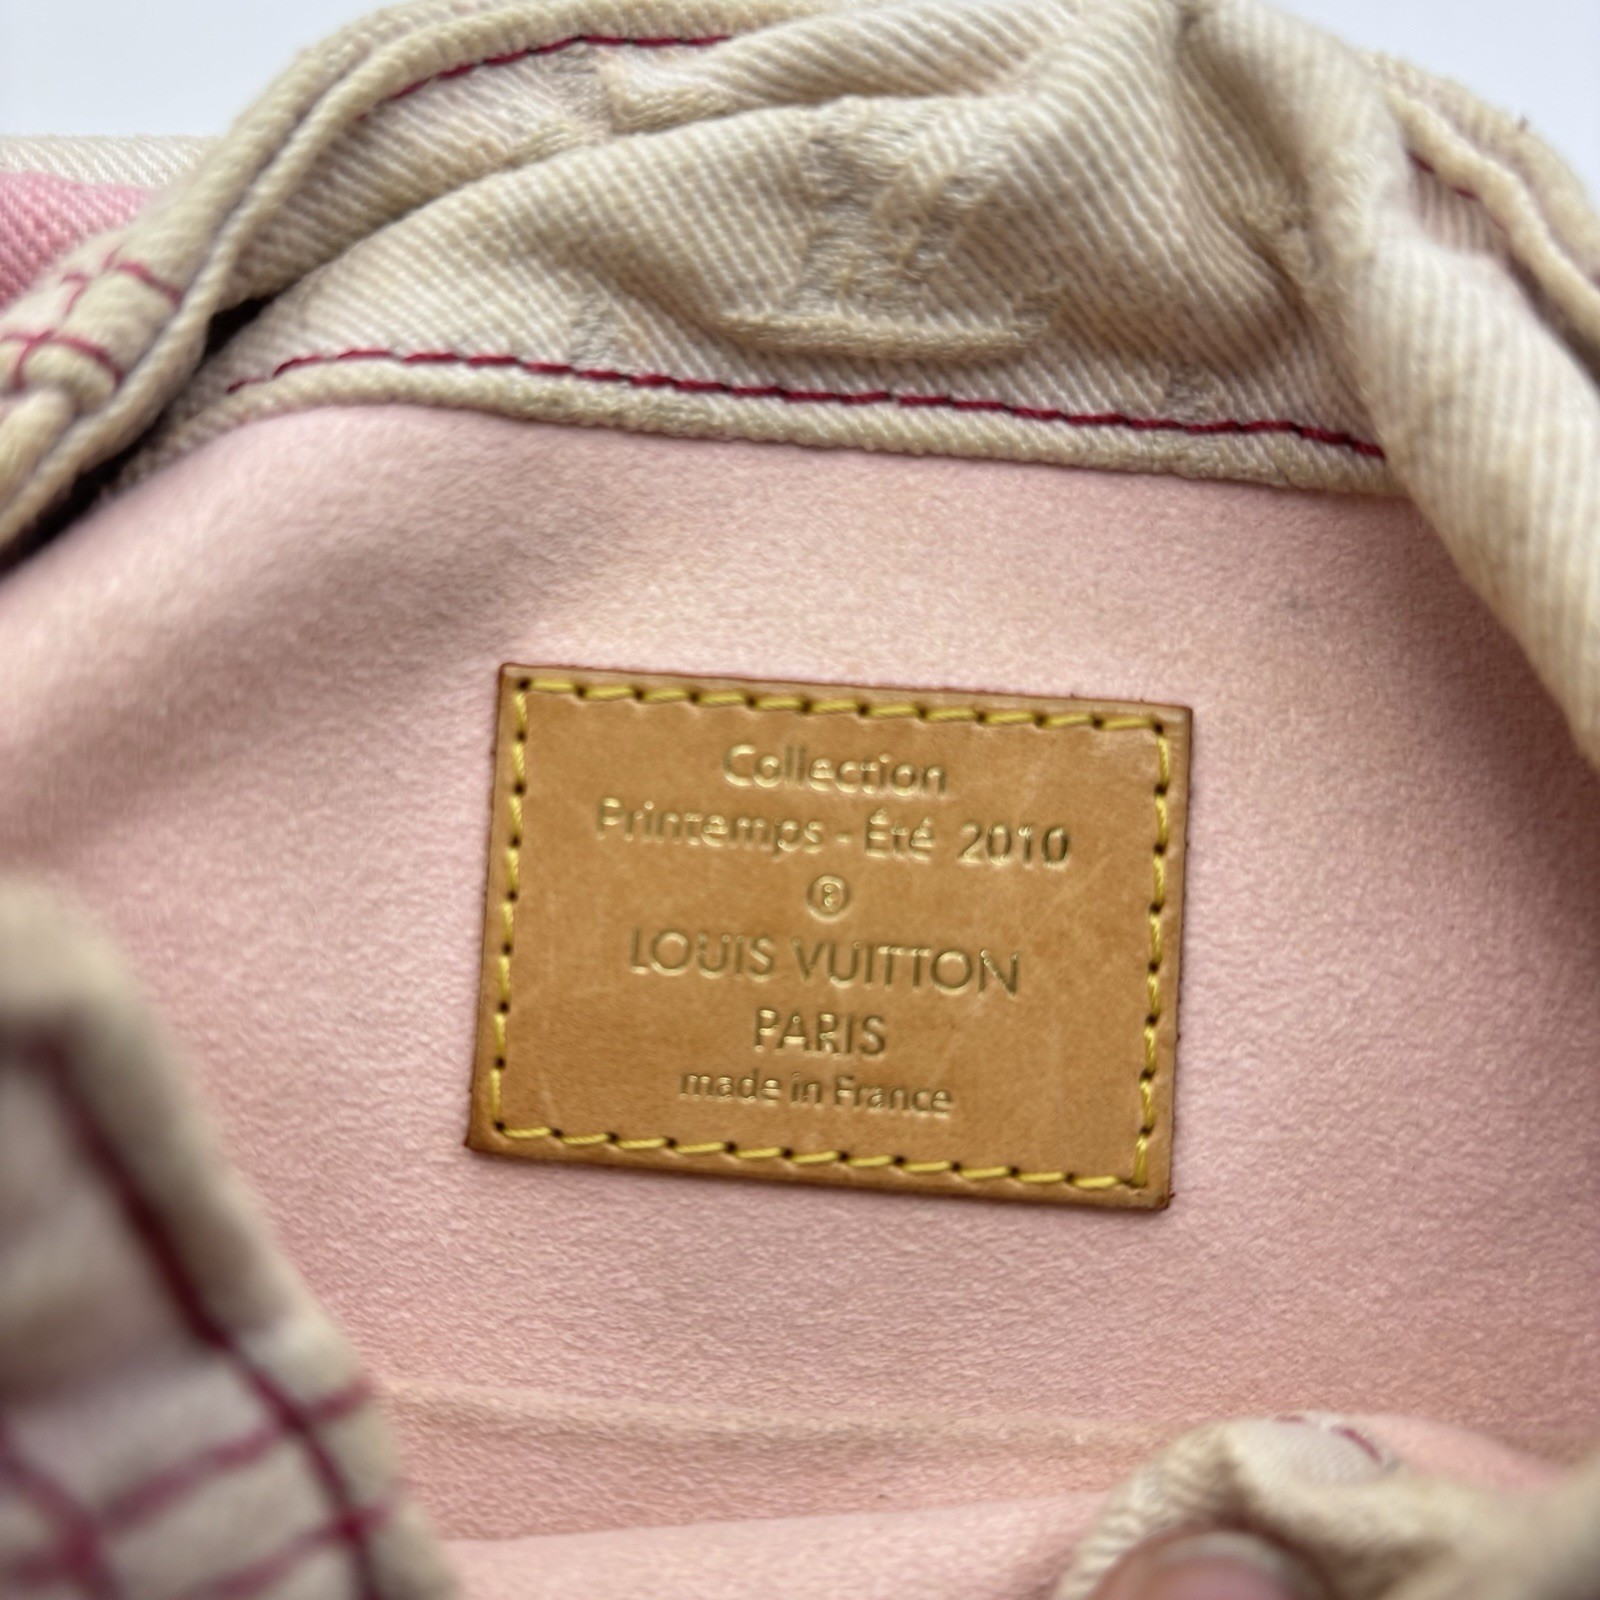 Collection
Printemps - Été 2010
®
LOUIS VUITTON
PARIS
made in France